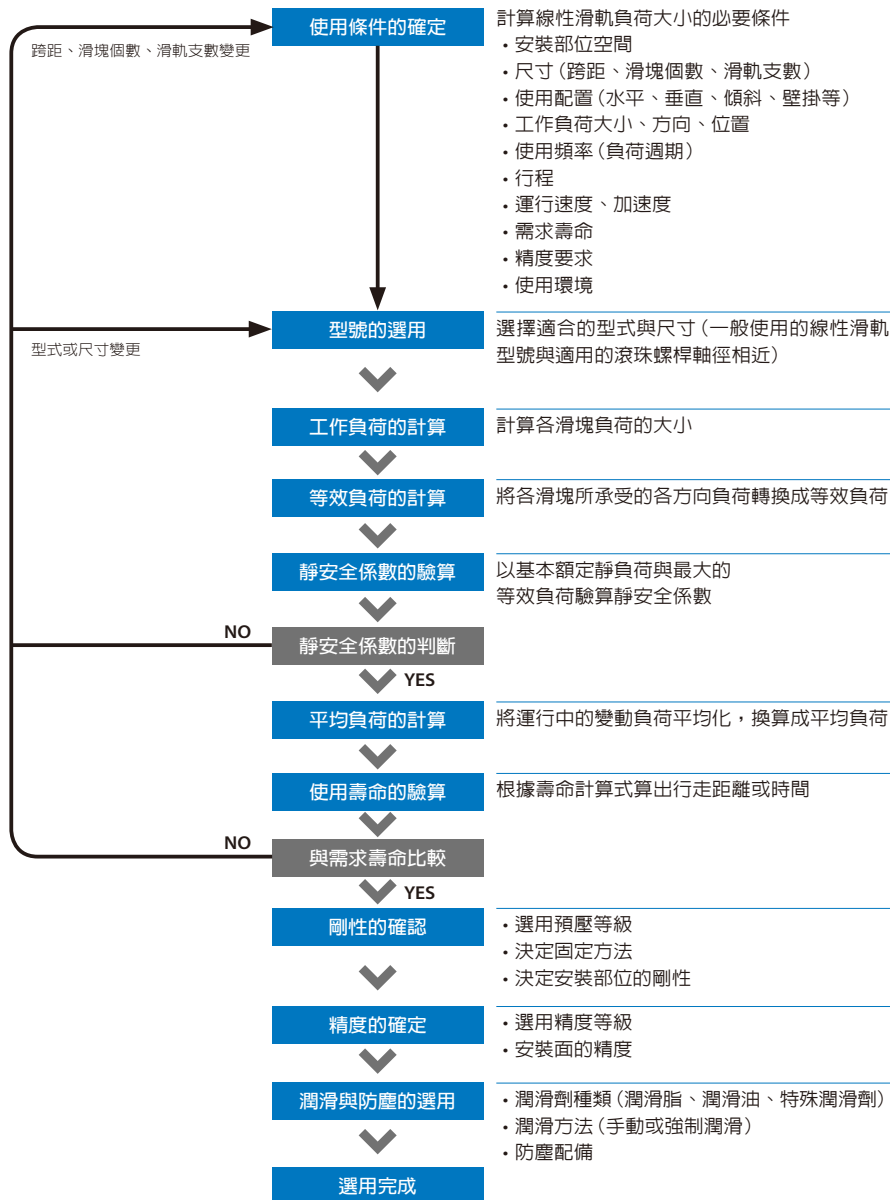 使用條件的確定
計算線性滑軌負荷大小的必要條件
・安裝部位空間
・尺寸（跨距、滑塊個數、滑軌支數）
・使用配置（水平、垂直、傾斜、壁掛等）
・工作負荷大小、方向、位置
・使用頻率（負荷週期）
・行程
・運行速度、加速度
・需求壽命
・精度要求
・使用環境
跨距、滑塊個數、滑軌支數變更
型號的選用
選擇適合的型式與尺寸（一般使用的線性滑軌
型號與適用的滾珠螺桿軸徑相近）
型式或尺寸變更
工作負荷的計算
計算各滑塊負荷的大小
等效負荷的計算
將各滑塊所承受的各方向負荷轉換成等效負荷
靜安全係數的驗算
以基本額定靜負荷與最大的
等效負荷驗算靜安全係數
NO
靜安全係數的判斷
YES
平均負荷的計算
將運行中的變動負荷平均化，換算成平均負荷
使用壽命的驗算
根據壽命計算式算出行走距離或時間
NO
與需求壽命比較
YES
剛性的確認
・選用預壓等級
・決定固定方法
・決定安裝部位的剛性
精度的確定
・選用精度等級
・安裝面的精度
潤滑與防塵的選用
・潤滑劑種類（潤滑脂、潤滑油、特殊潤滑劑）
・潤滑方法（手動或強制潤滑）
・防塵配備
選用完成